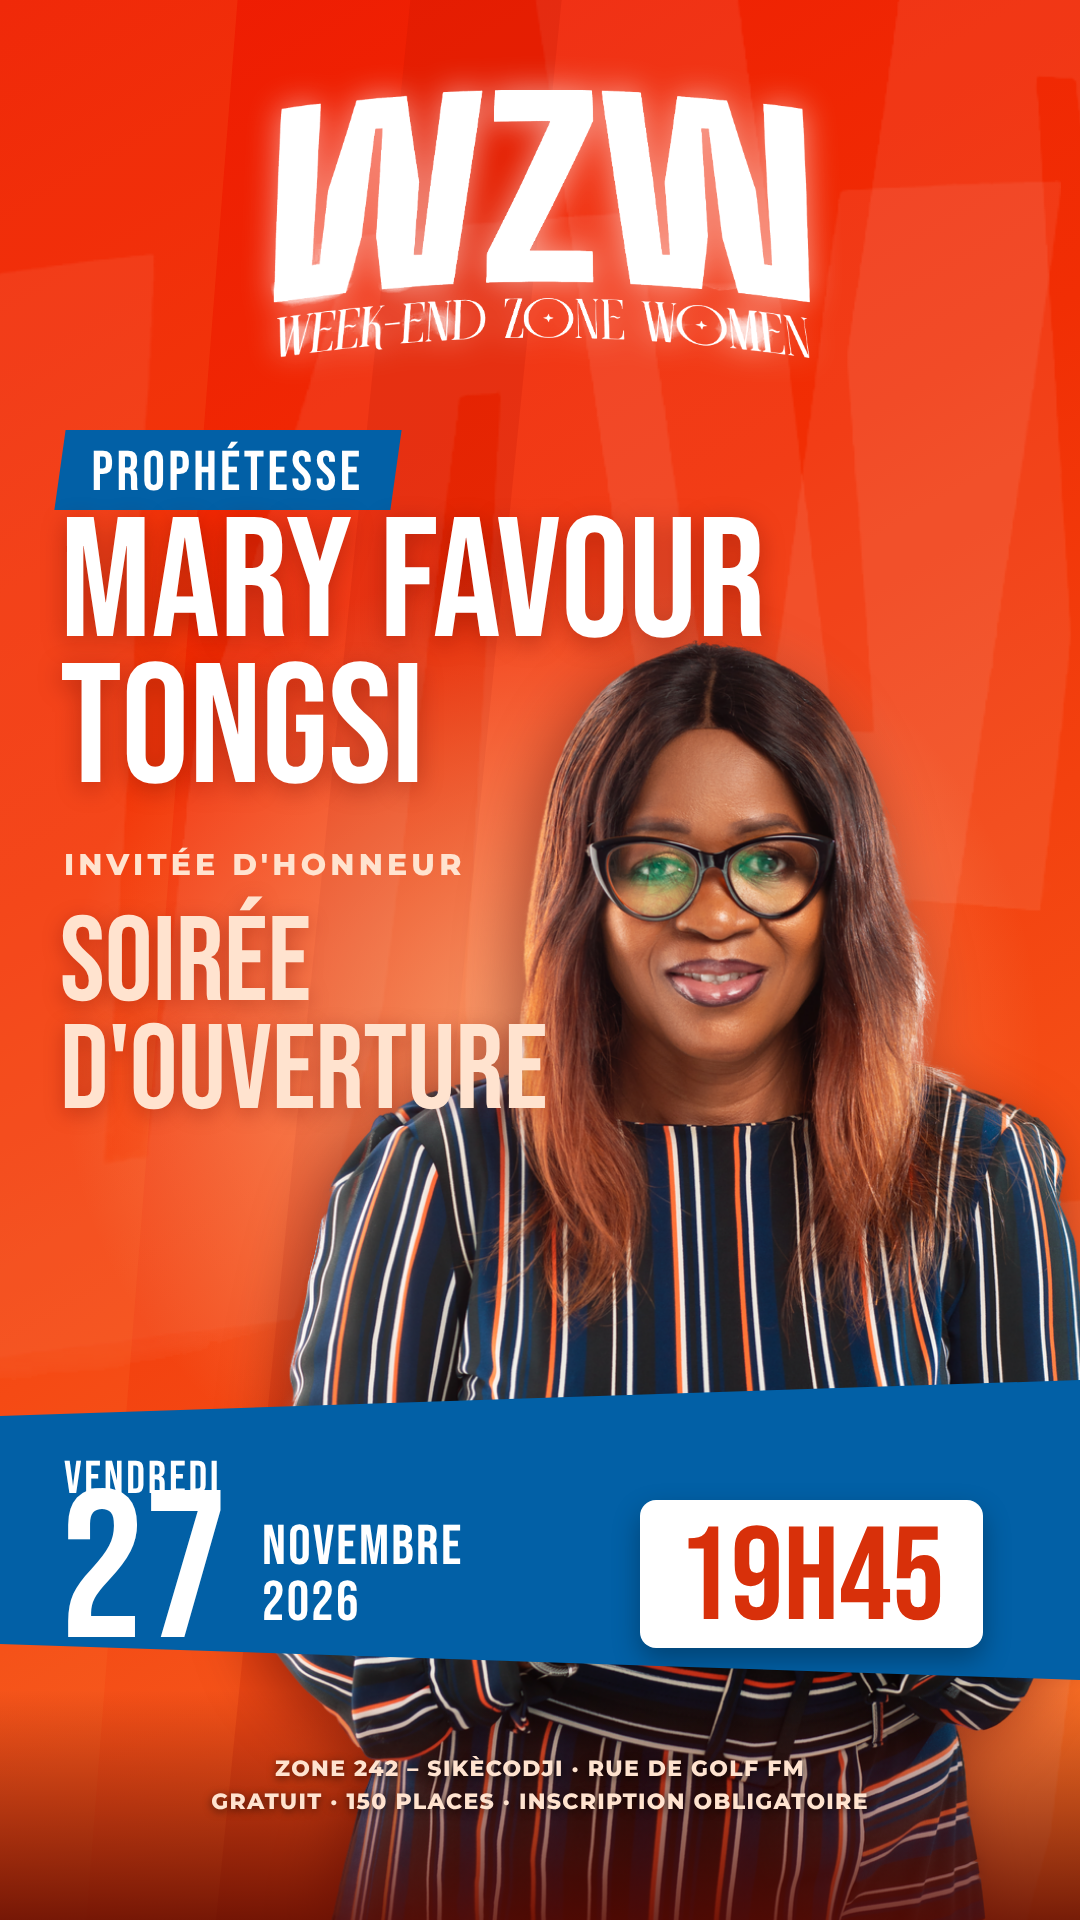 WZW
WEEK-END ZONE WOMEN
PROPHÉTESSE
MARY FAVOUR
TONGSI
INVITÉE D'HONNEUR
SOIRÉE
D'OUVERTURE
VENDREDI
27
NOVEMBRE
2026
19H45
ZONE 242 – SIKÈCODJI · RUE DE GOLF FM
GRATUIT · 150 PLACES · INSCRIPTION OBLIGATOIRE